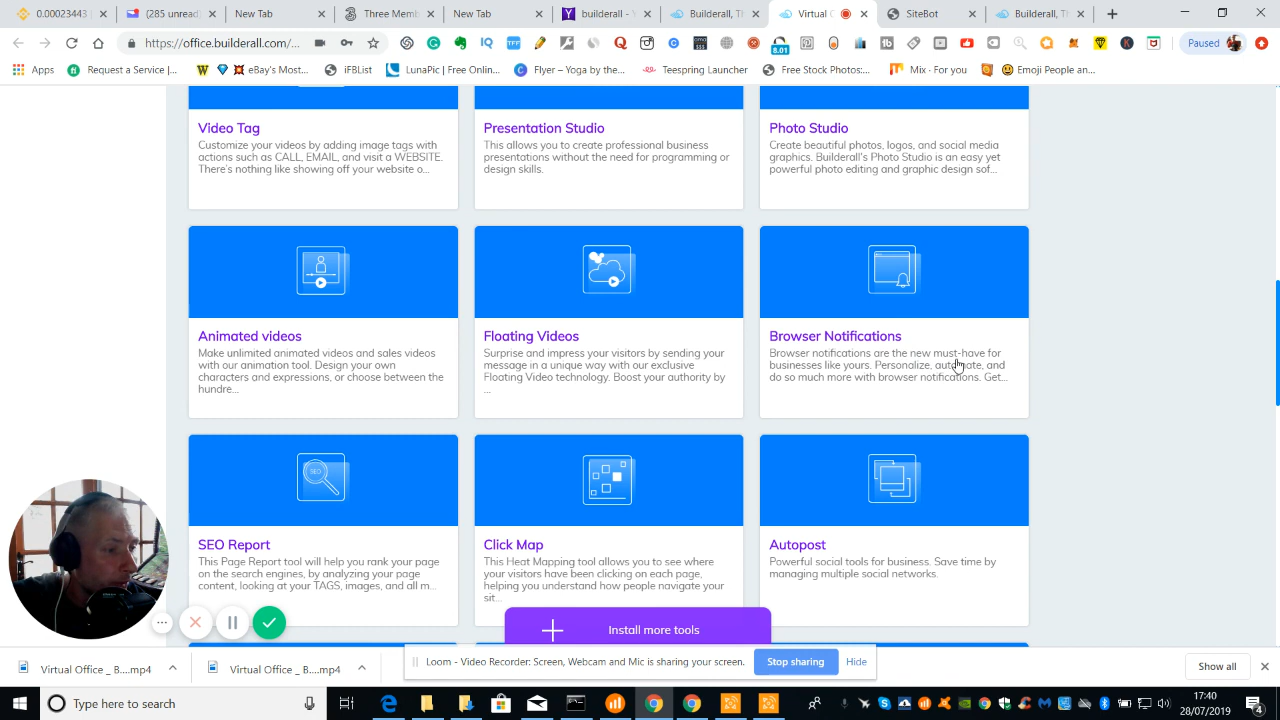 0.00023443
(285 unread)
New Tab
Three Memb
New Tab
builderall - Y
Builderall, Th
Virtual C
SiteBot
Builderall, Th
https://office.builderall.com/...
8.01
Paused
Apps
Request a Service |...
eBay's Most...
iFBList
LunaPic | Free Onlin...
Flyer – Yoga by the...
Teespring Launcher
Free Stock Photos:...
Mix · For you
Emoji People an...
Video Tag
Customize your videos by adding image tags with
actions such as CALL, EMAIL, and visit a WEBSITE.
There's nothing like showing off your website o...
Presentation Studio
This allows you to create professional business
presentations without the need for programming or
design skills.
Photo Studio
Create beautiful photos, logos, and social media
graphics. Builderall's Photo Studio is an easy yet
powerful photo editing and graphic design sof...
Animated videos
Make unlimited animated videos and sales videos
with our animation tool. Design your own
characters and expressions, or choose between the
hundre...
Floating Videos
Surprise and impress your visitors by sending your
message in a unique way with our exclusive
Floating Video technology. Boost your authority by
...
Browser Notifications
Browser notifications are the new must-have for
businesses like yours. Personalize, automate, and
do so much more with browser notifications. Get...
SEO
SEO Report
This Page Report tool will help you rank your page
on the search engines, by analyzing your page
content, looking at your TAGS, images, and all m...
Click Map
This Heat Mapping tool allows you to see where
your visitors have been clicking on each page,
helping you understand how people navigate your
sit...
Autopost
Powerful social tools for business. Save time by
managing multiple social networks.
Install more tools
Virtual Office _ B....mp4
Virtual Office _ B....mp4
Loom - Video Recorder: Screen, Webcam and Mic is sharing your screen.
Stop sharing
Hide
Show all
Type here to search
17:40
28/07/2019
4